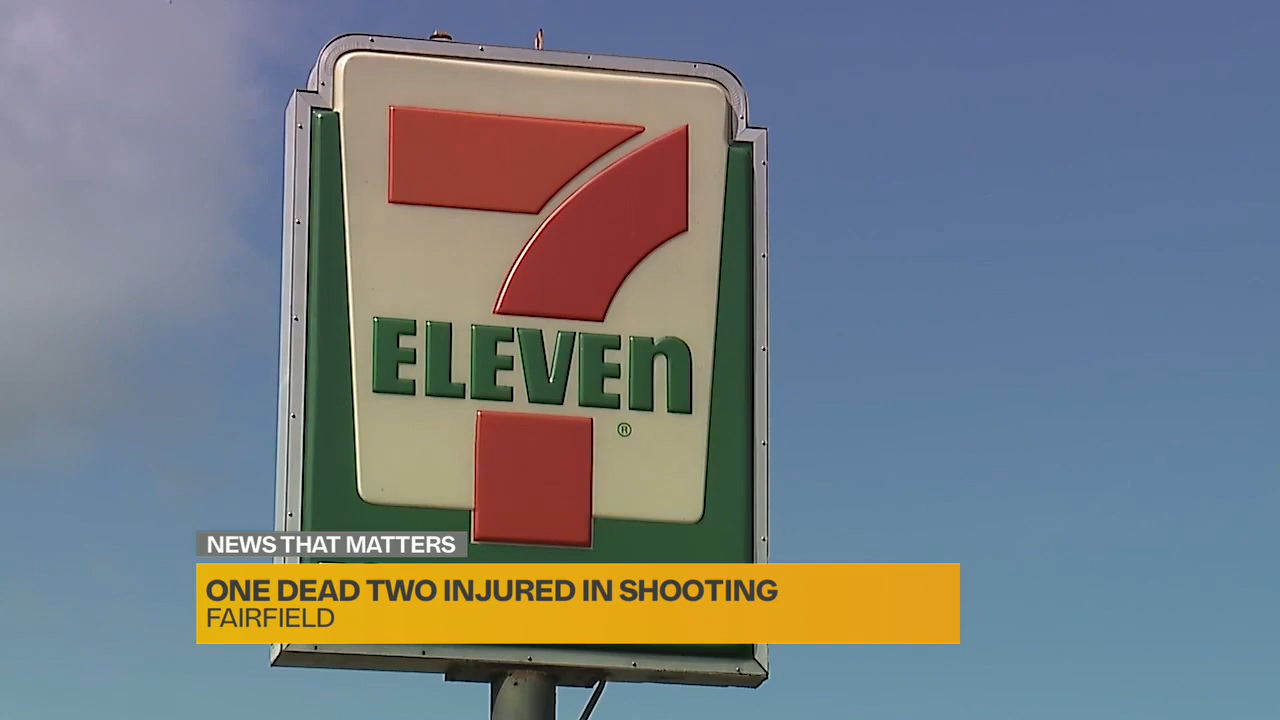 7
ELEVEn
®
NEWS THAT MATTERS
ONE DEAD TWO INJURED IN SHOOTING
FAIRFIELD